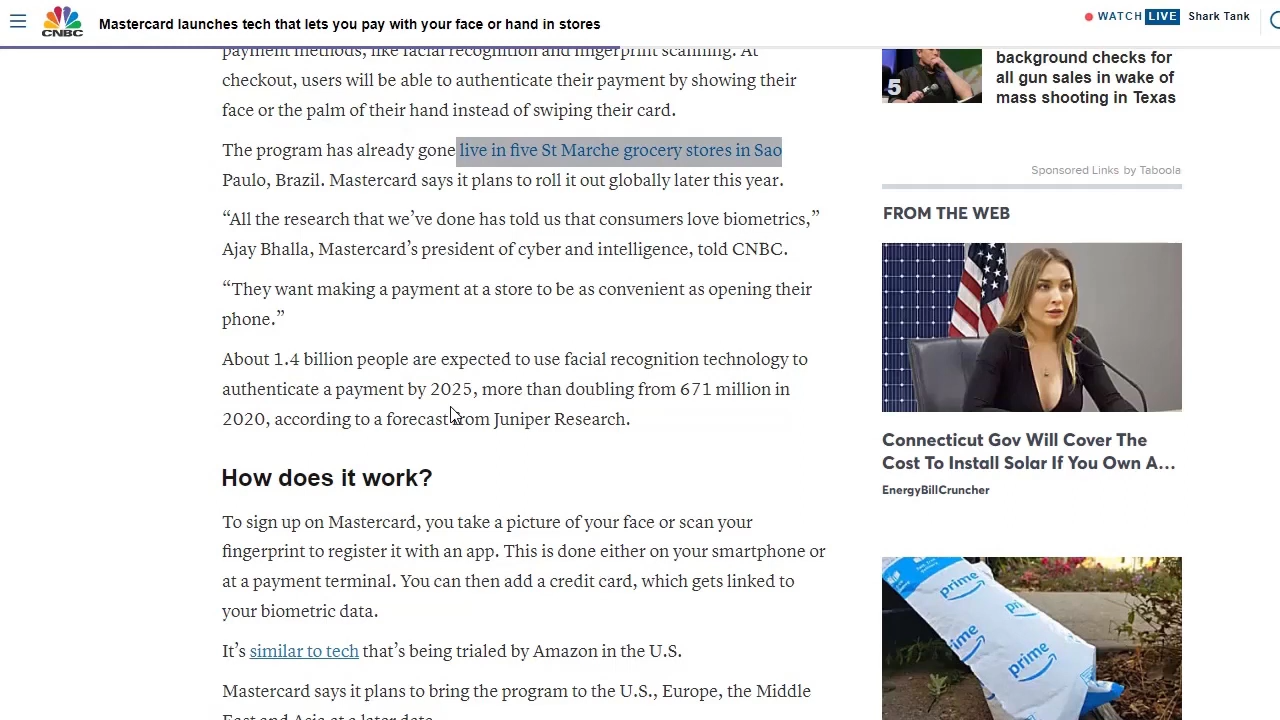 CNBC
Mastercard launches tech that lets you pay with your face or hand in stores
WATCH LIVE Shark Tank
payment methods, like facial recognition and fingerprint scanning. At
checkout, users will be able to authenticate their payment by showing their
face or the palm of their hand instead of swiping their card.
The program has already gone live in five St Marche grocery stores in Sao
Paulo, Brazil. Mastercard says it plans to roll it out globally later this year.
“All the research that we’ve done has told us that consumers love biometrics,”
Ajay Bhalla, Mastercard’s president of cyber and intelligence, told CNBC.
“They want making a payment at a store to be as convenient as opening their
phone.”
About 1.4 billion people are expected to use facial recognition technology to
authenticate a payment by 2025, more than doubling from 671 million in
2020, according to a forecast from Juniper Research.
How does it work?
To sign up on Mastercard, you take a picture of your face or scan your
fingerprint to register it with an app. This is done either on your smartphone or
at a payment terminal. You can then add a credit card, which gets linked to
your biometric data.
It’s similar to tech that’s being trialed by Amazon in the U.S.
Mastercard says it plans to bring the program to the U.S., Europe, the Middle
East and Asia at a later date.
5
background checks for
all gun sales in wake of
mass shooting in Texas
Sponsored Links by Taboola
FROM THE WEB
Connecticut Gov Will Cover The
Cost To Install Solar If You Own A…
EnergyBillCruncher
prime
prime
prime